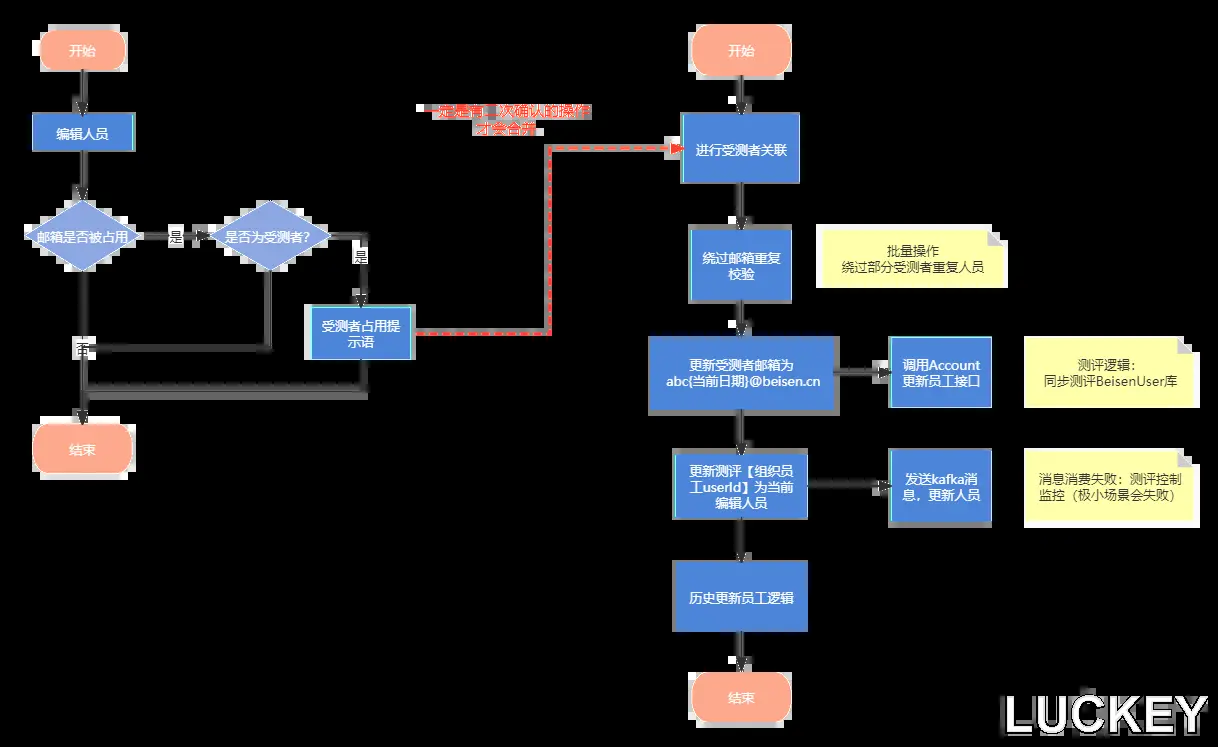 开始
编辑人员
邮箱是否被占用
是
是否为受测者？
是
受测者占用提
示语
否
结束
一定是有二次确认的操作
才会合并
开始
进行受测者关联
绕过邮箱重复
校验
批量操作
绕过部分受测者重复人员
更新受测者邮箱为
abc{当前日期}@beisen.cn
调用Account
更新员工接口
测评逻辑：
同步测评BeisenUser库
更新测评【组织员
工userId】为当前
编辑人员
发送kafka消
息，更新人员
消息消费失败：测评控制
监控（极小场景会失败）
历史更新员工逻辑
结束
LUCKEY